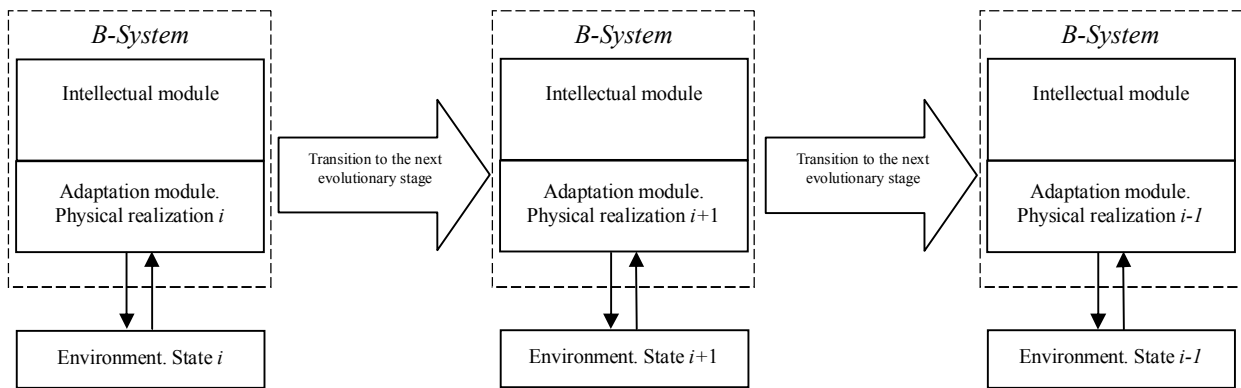 B-System
Intellectual module
Adaptation module.
Physical realization i
Environment. State i
Transition to the next
evolutionary stage
B-System
Intellectual module
Adaptation module.
Physical realization i+1
Environment. State i+1
Transition to the next
evolutionary stage
B-System
Intellectual module
Adaptation module.
Physical realization i-1
Environment. State i-1